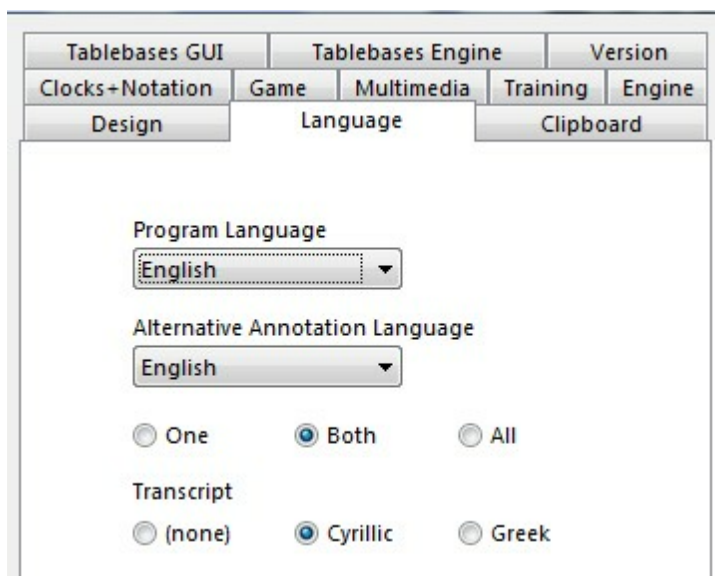 Tablebases GUI Tablebases Engine Version
Clocks+Notation Game Multimedia Training Engine
Design Language Clipboard
Program Language
English
Alternative Annotation Language
English
One Both All
Transcript
(none) Cyrillic Greek